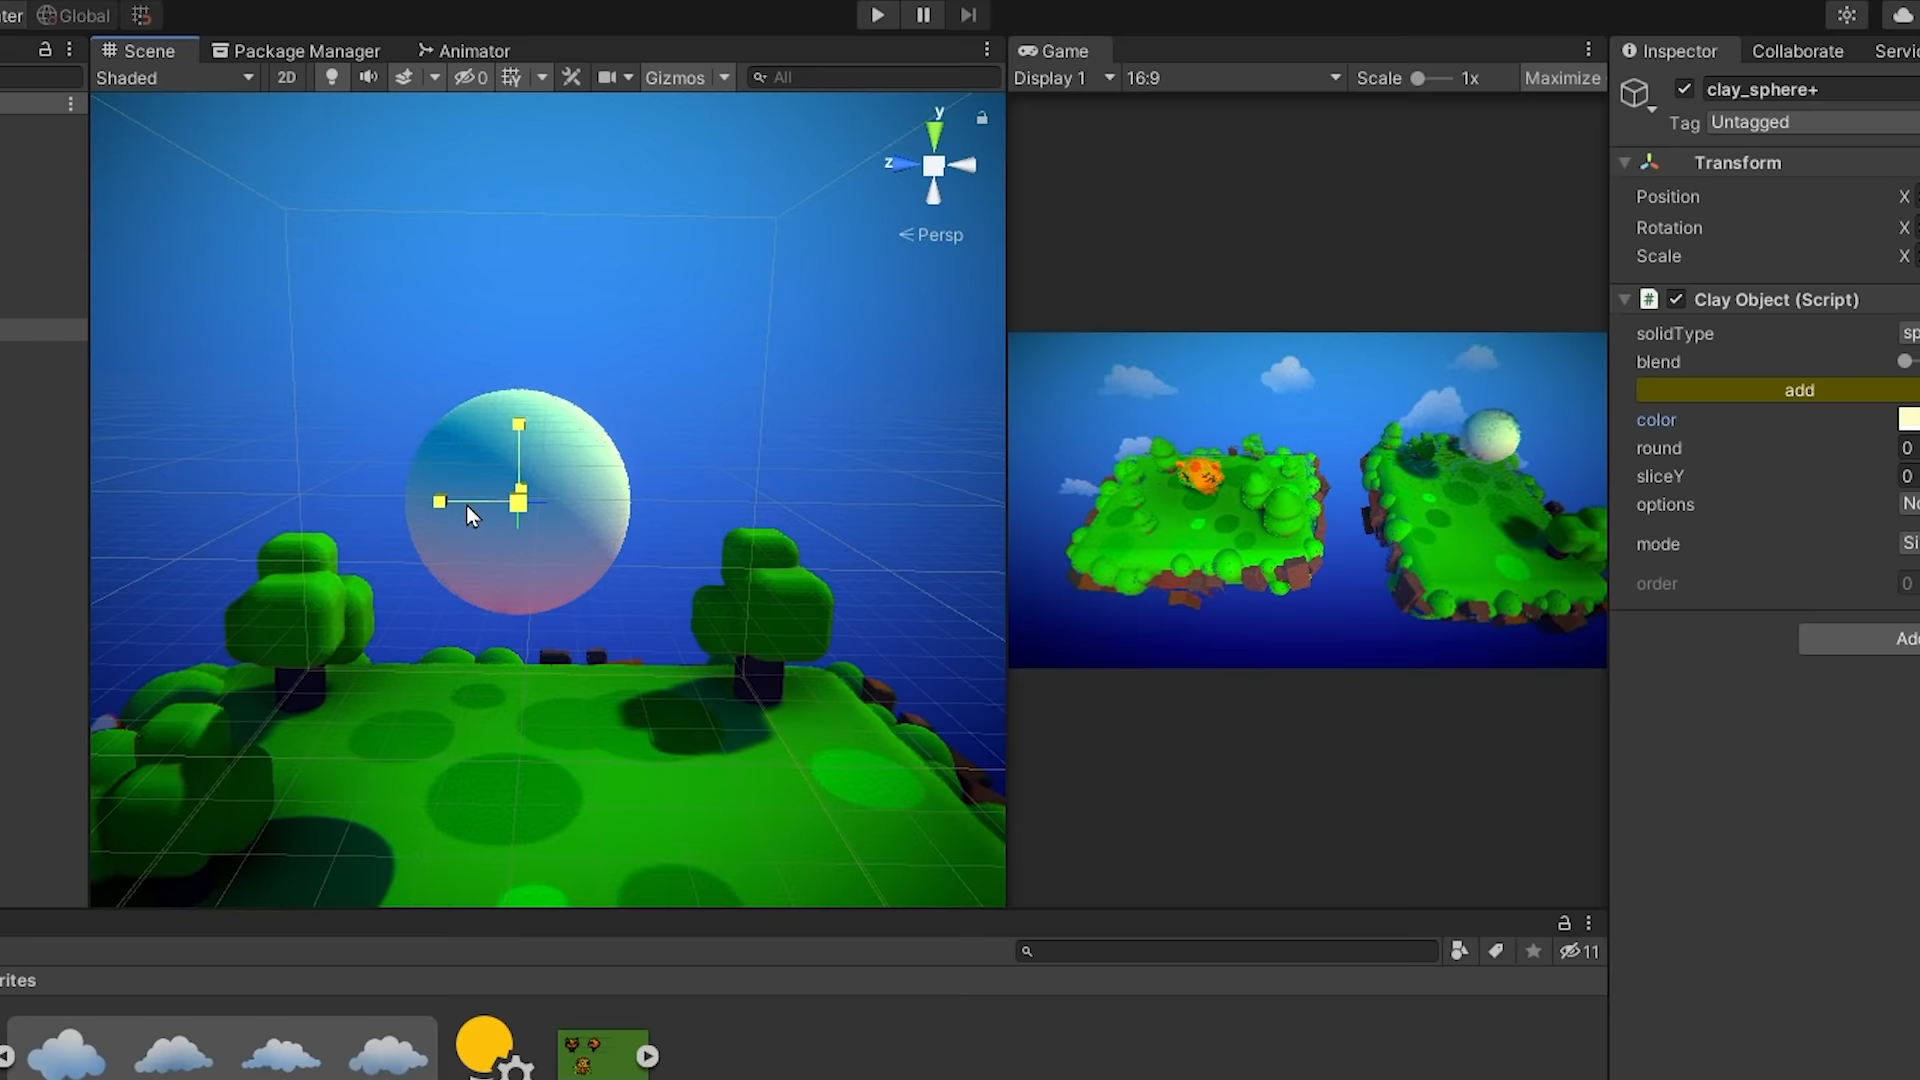 ter Global
Scene Package Manager Animator
Shaded 2D 0 Gizmos All
y
z
Persp
Game
Display 1 16:9 Scale 1x Maximize
Inspector Collaborate Servi
clay_sphere+
Tag Untagged
Transform
Position X
Rotation X
Scale X
# Clay Object (Script)
solidType sp
blend
add
color
round 0
sliceY 0
options No
mode Si
order 0
Add
11
rites